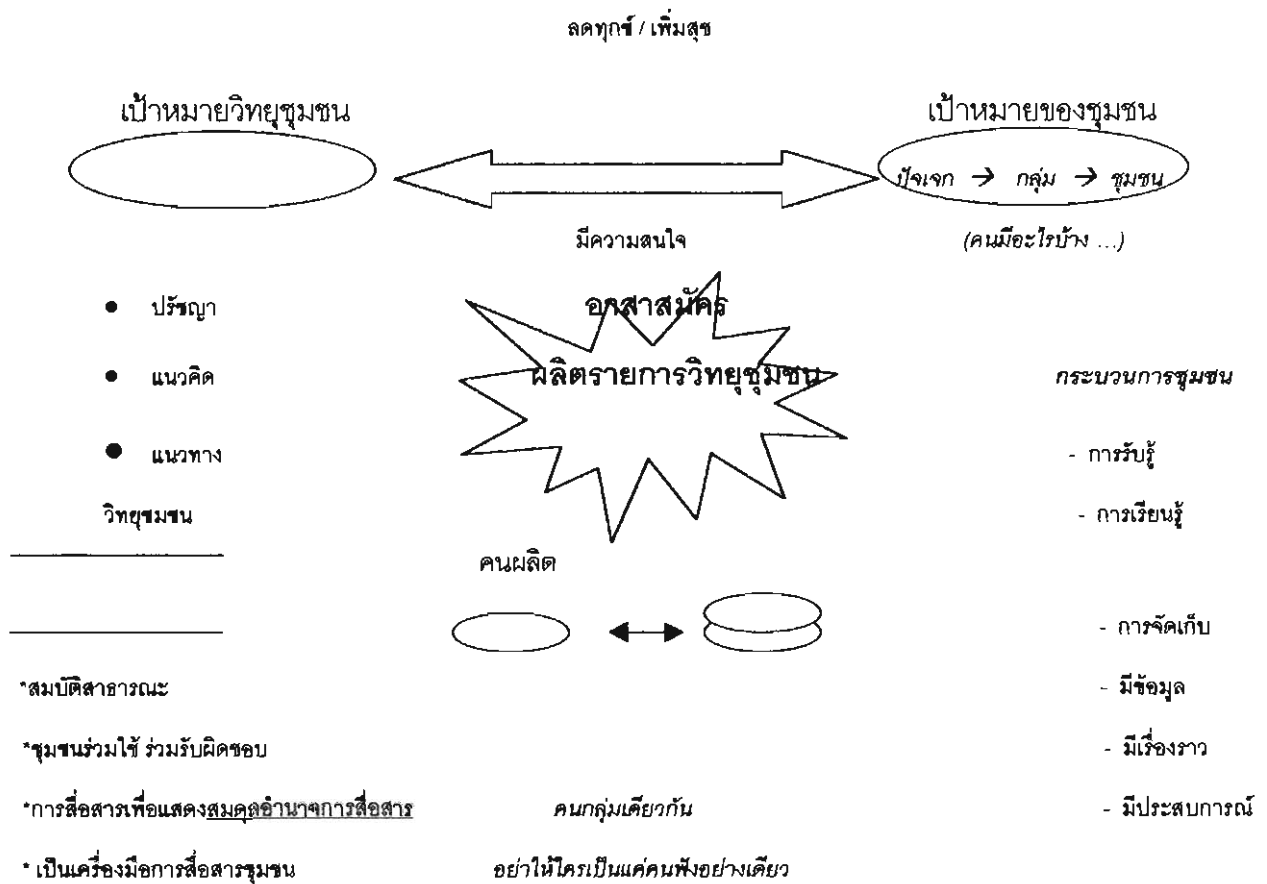 ลดทุกข์ / เพิ่มสุข
เป้าหมายวิทยุชุมชน
เป้าหมายของชุมชน
ปัจเจก → กลุ่ม → ชุมชน
มีความสนใจ
(คนมีอะไรบ้าง ...)
● ปรัชญา
อาสาสมัคร
● แนวคิด
ผลิตรายการวิทยุชุมชน
กระบวนการชุมชน
● แนวทาง
- การรับรู้
วิทยุชุมชน
- การเรียนรู้
คนผลิต
- การจัดเก็บ
*สมบัติสาธารณะ
- มีข้อมูล
*ชุมชนร่วมใช้ ร่วมรับผิดชอบ
- มีเรื่องราว
*การสื่อสารเพื่อแสดงสมดุลอำนาจการสื่อสาร
คนกลุ่มเดียวกัน
- มีประสบการณ์
* เป็นเครื่องมือการสื่อสารชุมชน
อย่าให้ใครเป็นแค่คนฟังอย่างเดียว